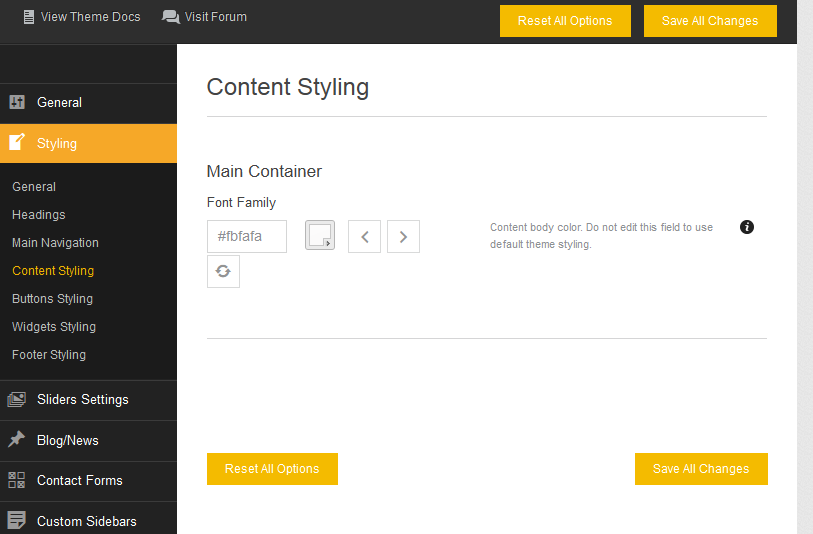 View Theme Docs
Visit Forum
Reset All Options
Save All Changes
General
Styling
General
Headings
Main Navigation
Content Styling
Buttons Styling
Widgets Styling
Footer Styling
Sliders Settings
Blog/News
Contact Forms
Custom Sidebars
Content Styling
Main Container
Font Family
#fbfafa
Content body color. Do not edit this field to use
default theme styling.
Reset All Options
Save All Changes